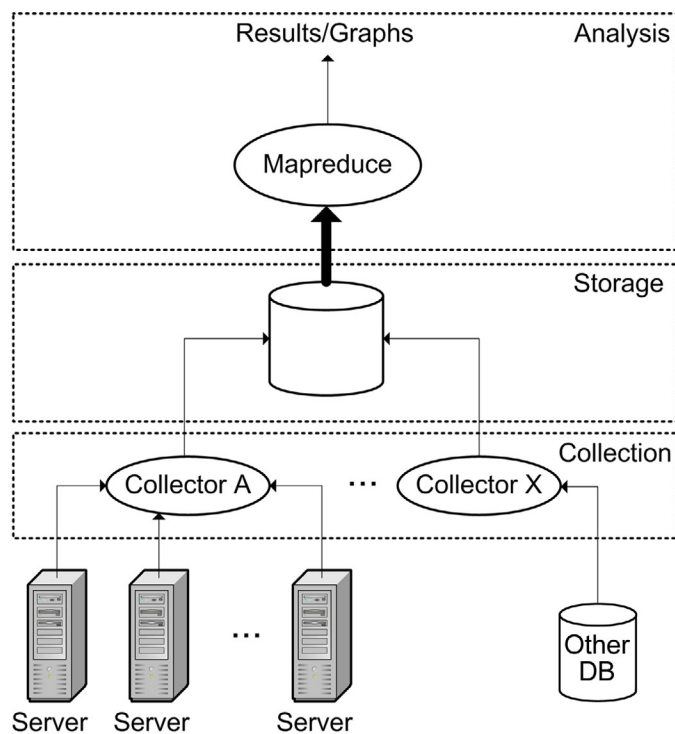 Results/Graphs
Analysis
Mapreduce
Storage
Collection
Collector A
...
Collector X
...
Other
DB
Server
Server
Server